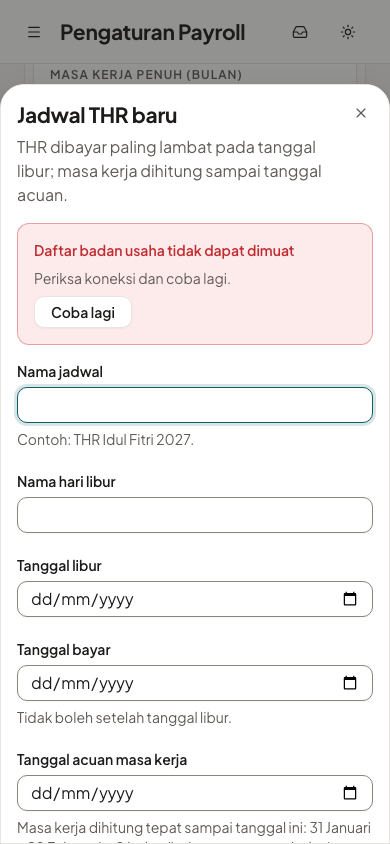 Pengaturan Payroll
MASA KERJA PENUH (BULAN)
Jadwal THR baru
THR dibayar paling lambat pada tanggal
libur; masa kerja dihitung sampai tanggal
acuan.
Daftar badan usaha tidak dapat dimuat
Periksa koneksi dan coba lagi.
Coba lagi
Nama jadwal
Contoh: THR Idul Fitri 2027.
Nama hari libur
Tanggal libur
dd/mm/yyyy
Tanggal bayar
dd/mm/yyyy
Tidak boleh setelah tanggal libur.
Tanggal acuan masa kerja
dd/mm/yyyy
Masa kerja dihitung tepat sampai tanggal ini: 31 Januari